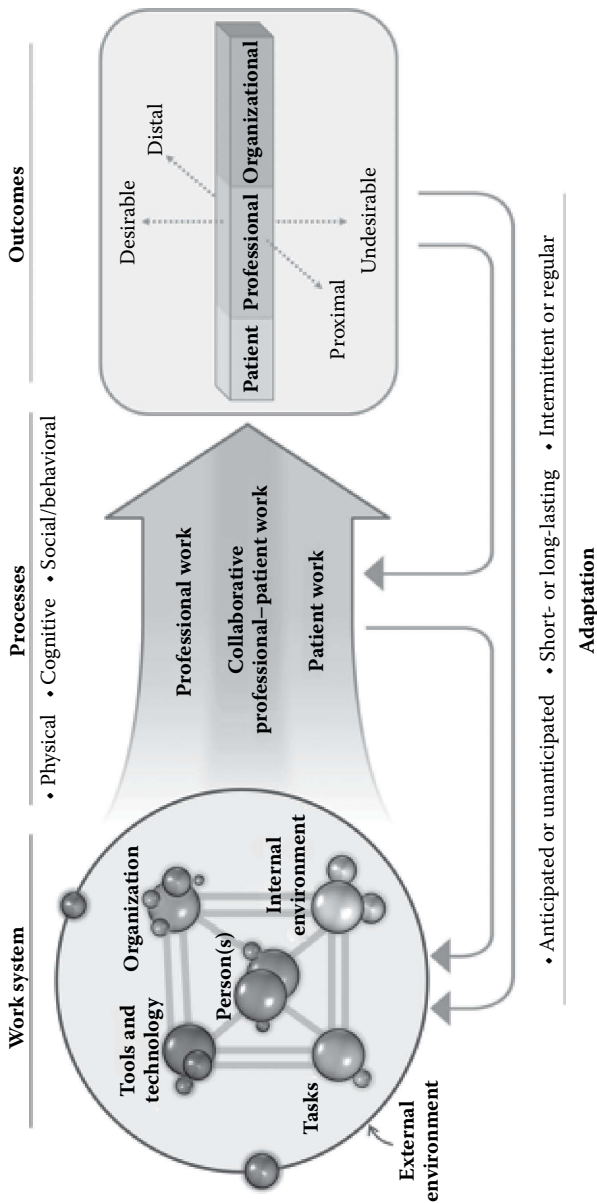 Work system
Processes
Outcomes
⬥ Physical ⬥ Cognitive ⬥ Social/behavioral
Tools and
technology
Organization
Person(s)
Tasks
Internal
environment
External
environment
Professional work
Collaborative
professional–patient work
Patient work
Desirable
Distal
Patient
Professional
Organizational
Proximal
Undesirable
⬥ Anticipated or unanticipated ⬥ Short- or long-lasting ⬥ Intermittent or regular
Adaptation